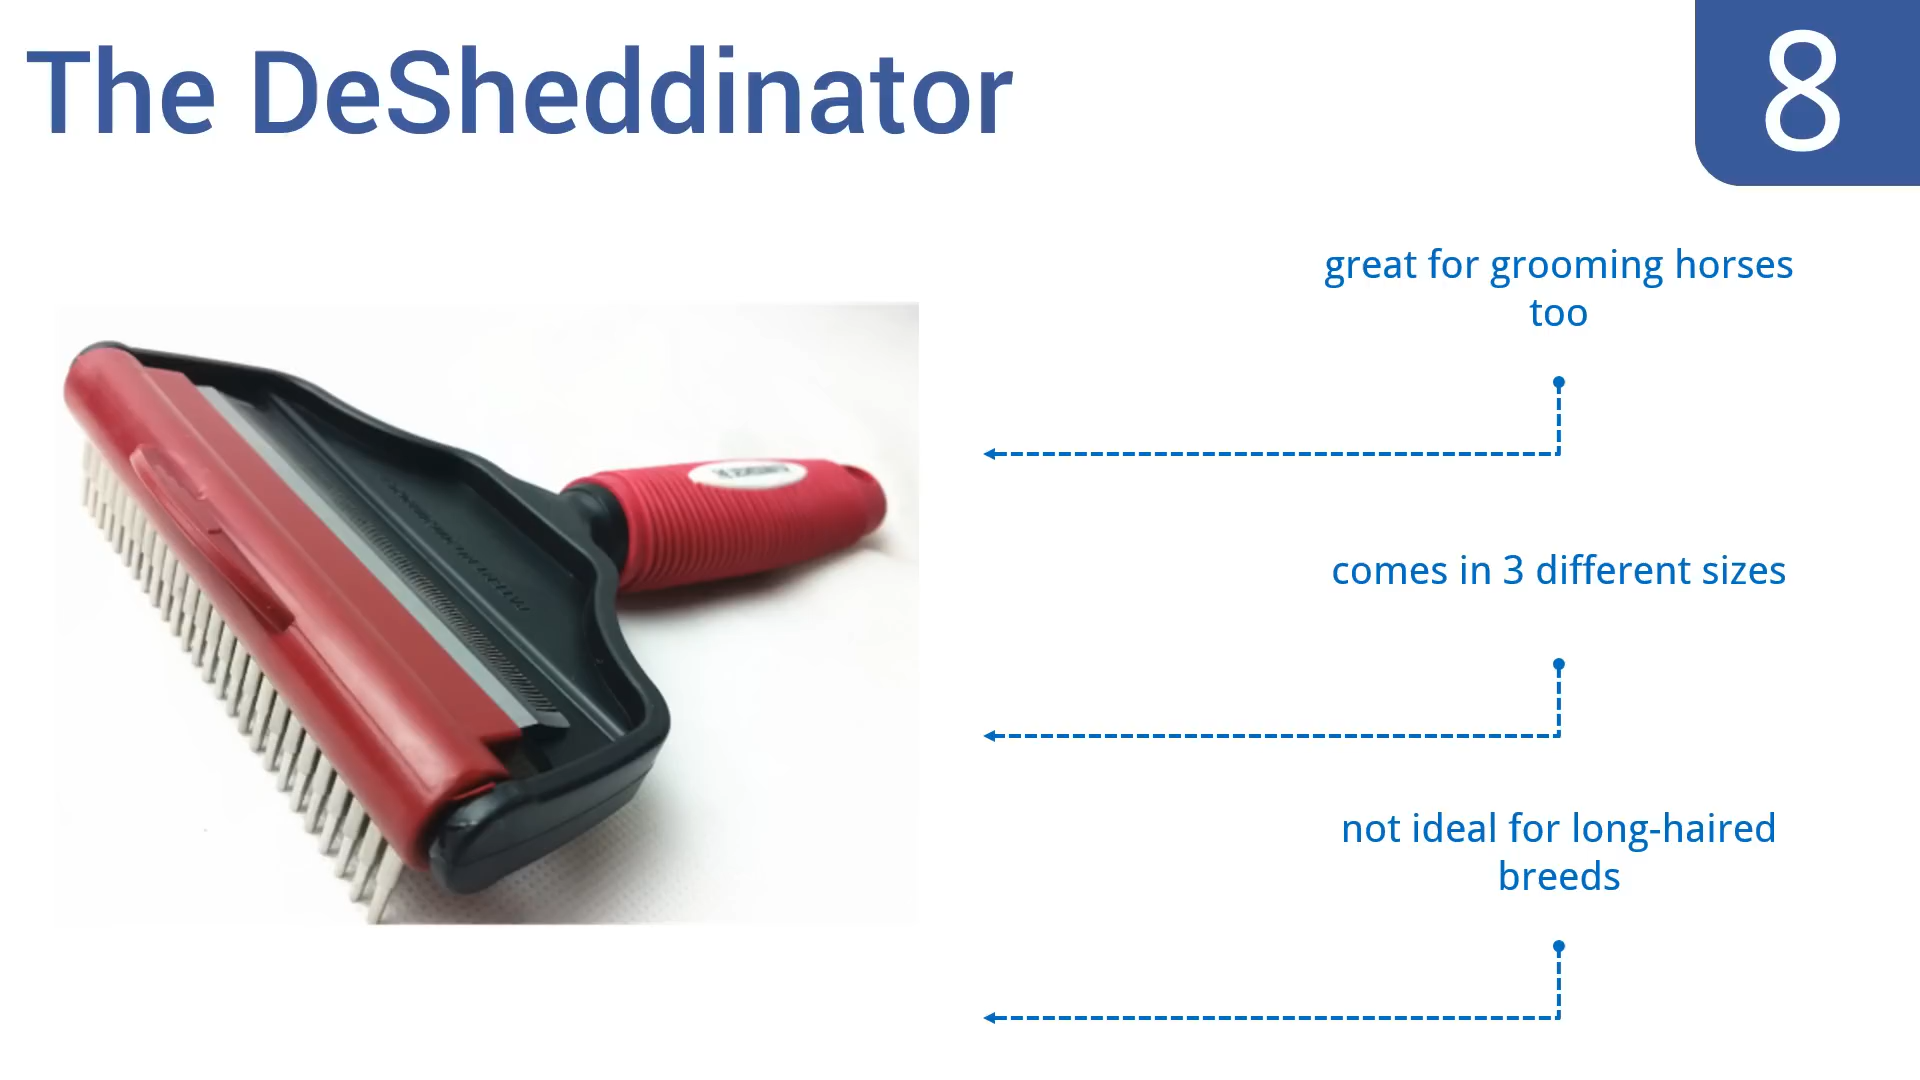 The DeSheddinator
8
great for grooming horses
too
comes in 3 different sizes
not ideal for long-haired
breeds